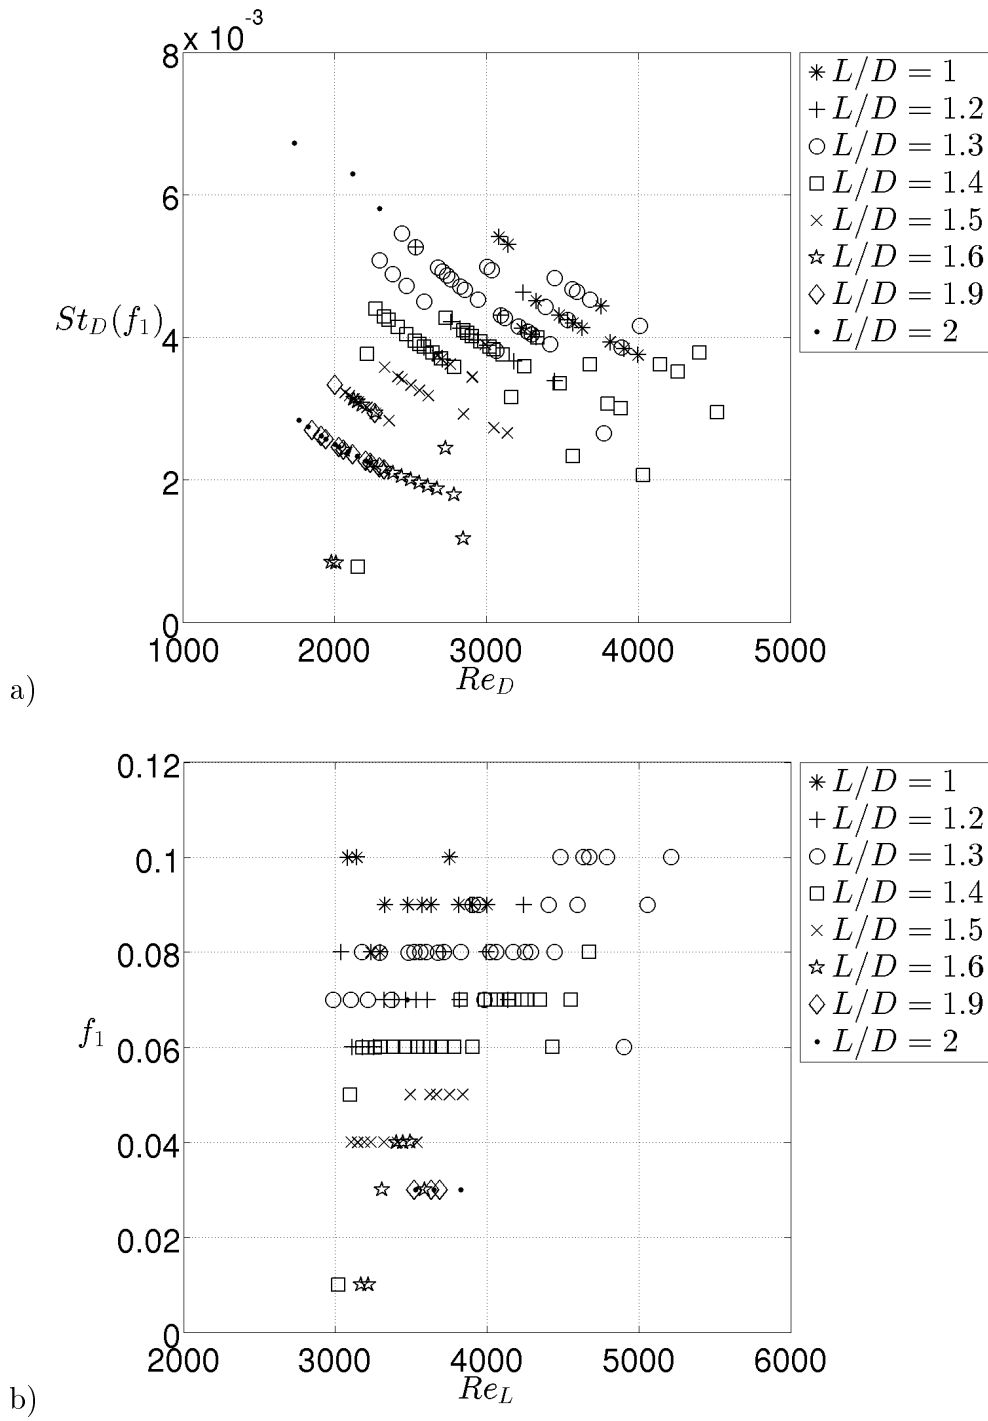 x 10⁻³
8
6
4
2
0
St_D(f₁)
1000 2000 3000 4000 5000
Re_D
a)
✳ L/D = 1
+ L/D = 1.2
○ L/D = 1.3
□ L/D = 1.4
× L/D = 1.5
☆ L/D = 1.6
◇ L/D = 1.9
• L/D = 2
0.12
0.1
0.08
0.06
0.04
0.02
0
f₁
2000 3000 4000 5000 6000
Re_L
b)
✳ L/D = 1
+ L/D = 1.2
○ L/D = 1.3
□ L/D = 1.4
× L/D = 1.5
☆ L/D = 1.6
◇ L/D = 1.9
• L/D = 2